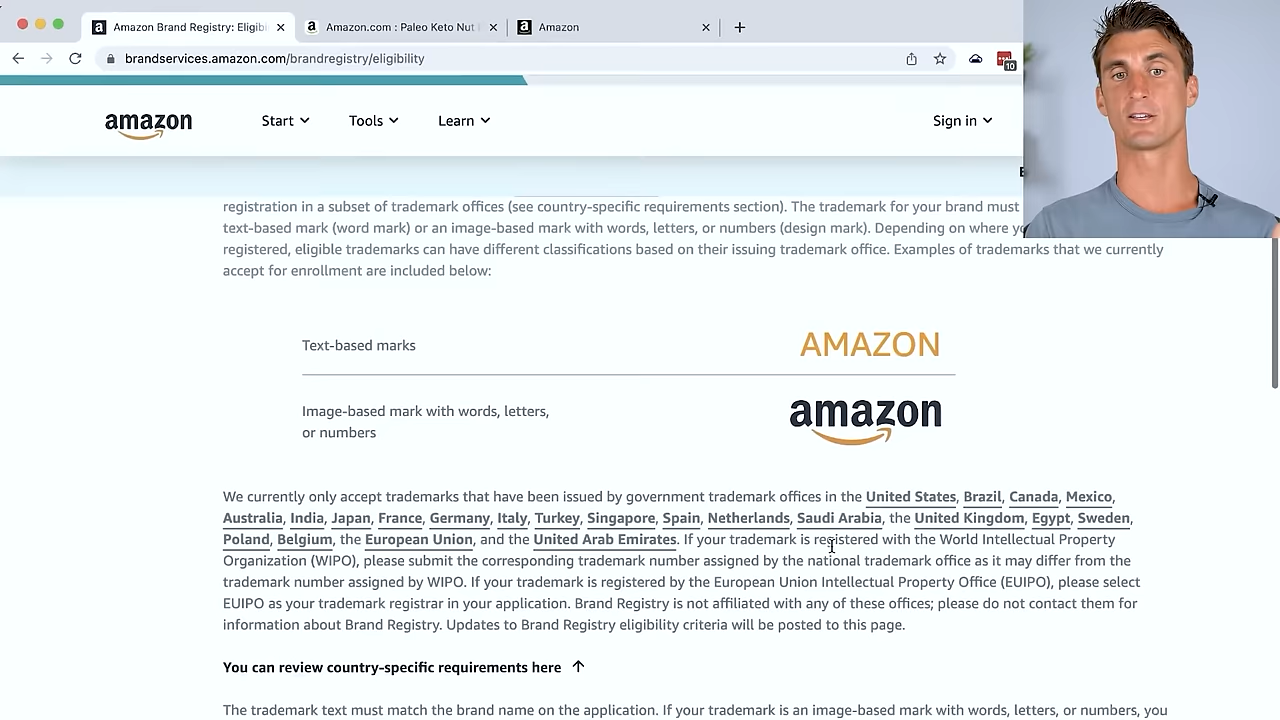 Amazon Brand Registry: Eligibi
Amazon.com : Paleo Keto Nut
Amazon
brandservices.amazon.com/brandregistry/eligibility
10
amazon
Start
Tools
Learn
Sign in
registration in a subset of trademark offices (see country-specific requirements section). The trademark for your brand must
text-based mark (word mark) or an image-based mark with words, letters, or numbers (design mark). Depending on where
registered, eligible trademarks can have different classifications based on their issuing trademark office. Examples of trademarks that we currently
accept for enrollment are included below:
Text-based marks
AMAZON
Image-based mark with words, letters,
or numbers
amazon
We currently only accept trademarks that have been issued by government trademark offices in the United States, Brazil, Canada, Mexico,
Australia, India, Japan, France, Germany, Italy, Turkey, Singapore, Spain, Netherlands, Saudi Arabia, the United Kingdom, Egypt, Sweden,
Poland, Belgium, the European Union, and the United Arab Emirates. If your trademark is registered with the World Intellectual Property
Organization (WIPO), please submit the corresponding trademark number assigned by the national trademark office as it may differ from the
trademark number assigned by WIPO. If your trademark is registered by the European Union Intellectual Property Office (EUIPO), please select
EUIPO as your trademark registrar in your application. Brand Registry is not affiliated with any of these offices; please do not contact them for
information about Brand Registry. Updates to Brand Registry eligibility criteria will be posted to this page.
You can review country-specific requirements here
The trademark text must match the brand name on the application. If your trademark is an image-based mark with words, letters, or numbers, you